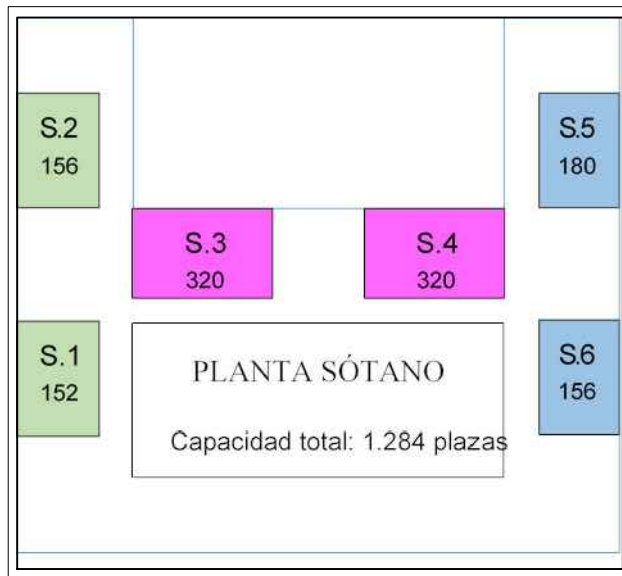 S.2
156
S.5
180
S.3
320
S.4
320
S.1
152
PLANTA SÓTANO
Capacidad total: 1.284 plazas
S.6
156